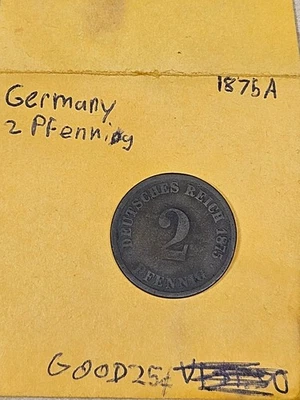 1875A
Germany
2 Pfennig
DEUTSCHES REICH 1875
2
PFENNIG
GOOD 25¢